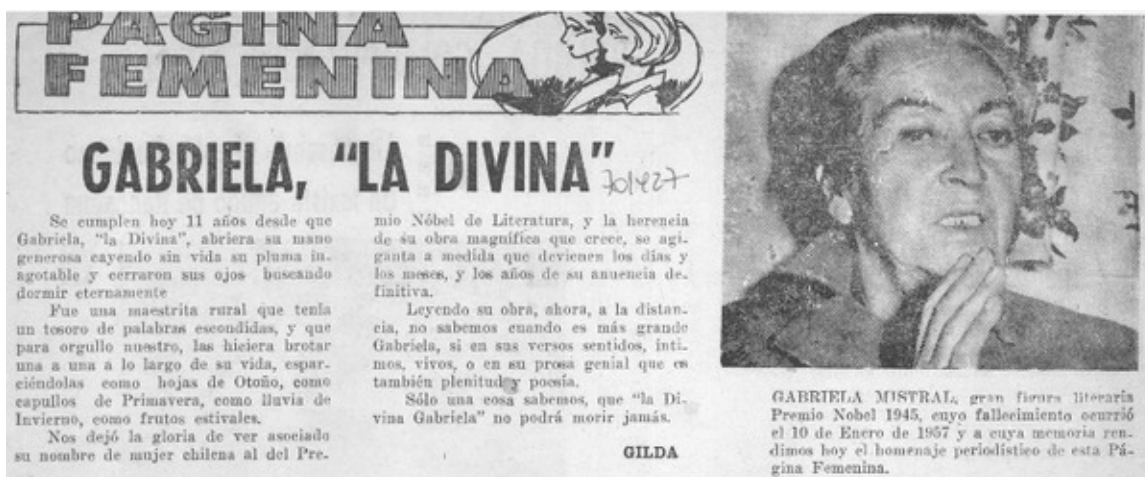 PAGINA
FEMENINA
GABRIELA, "LA DIVINA"
701427
Se cumplen hoy 11 años desde que
Gabriela, "la Divina", abriera su mano
generosa cayendo sin vida su pluma in-
agotable y cerraron sus ojos buscando
dormir eternamente
Fue una maestrita rural que tenía
un tesoro de palabras escondidas, y que
para orgullo nuestro, las hiciera brotar
una a una a lo largo de su vida, espar-
ciéndolas como hojas de Otoño, como
capullos de Primavera, como lluvia de
Invierno, como frutos estivales.
Nos dejó la gloria de ver asociado
su nombre de mujer chilena al del Pre-
mio Nóbel de Literatura, y la herencia
de su obra magnífica que crece, se agi-
ganta a medida que devienen los días y
los meses, y los años de su anuencia de-
finitiva.
Leyendo su obra, ahora, a la distan-
cia, no sabemos cuando es más grande
Gabriela, si en sus versos sentidos, ínti-
mos, vivos, o en su prosa genial que es
también plenitud y poesía.
Sólo una cosa sabemos, que "la Di-
vina Gabriela" no podrá morir jamás.
GILDA
GABRIELA MISTRAL, gran figura literaria
Premio Nobel 1945, cuyo fallecimiento ocurrió
el 10 de Enero de 1957 y a cuya memoria ren-
dimos hoy el homenaje periodístico de esta Pá-
gina Femenina.